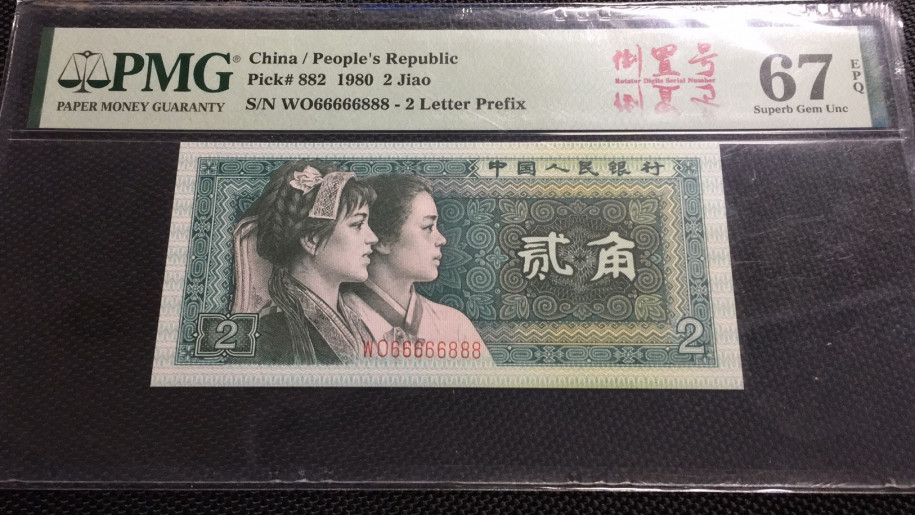 PMG®
PAPER MONEY GUARANTY
China / People's Republic
Pick# 882 1980 2 Jiao
S/N WO66666888 - 2 Letter Prefix
倒置号
Rotator Digits Serial Number
67
EPQ
Superb Gem Unc
中国人民银行
贰角
2
WO66666888
2